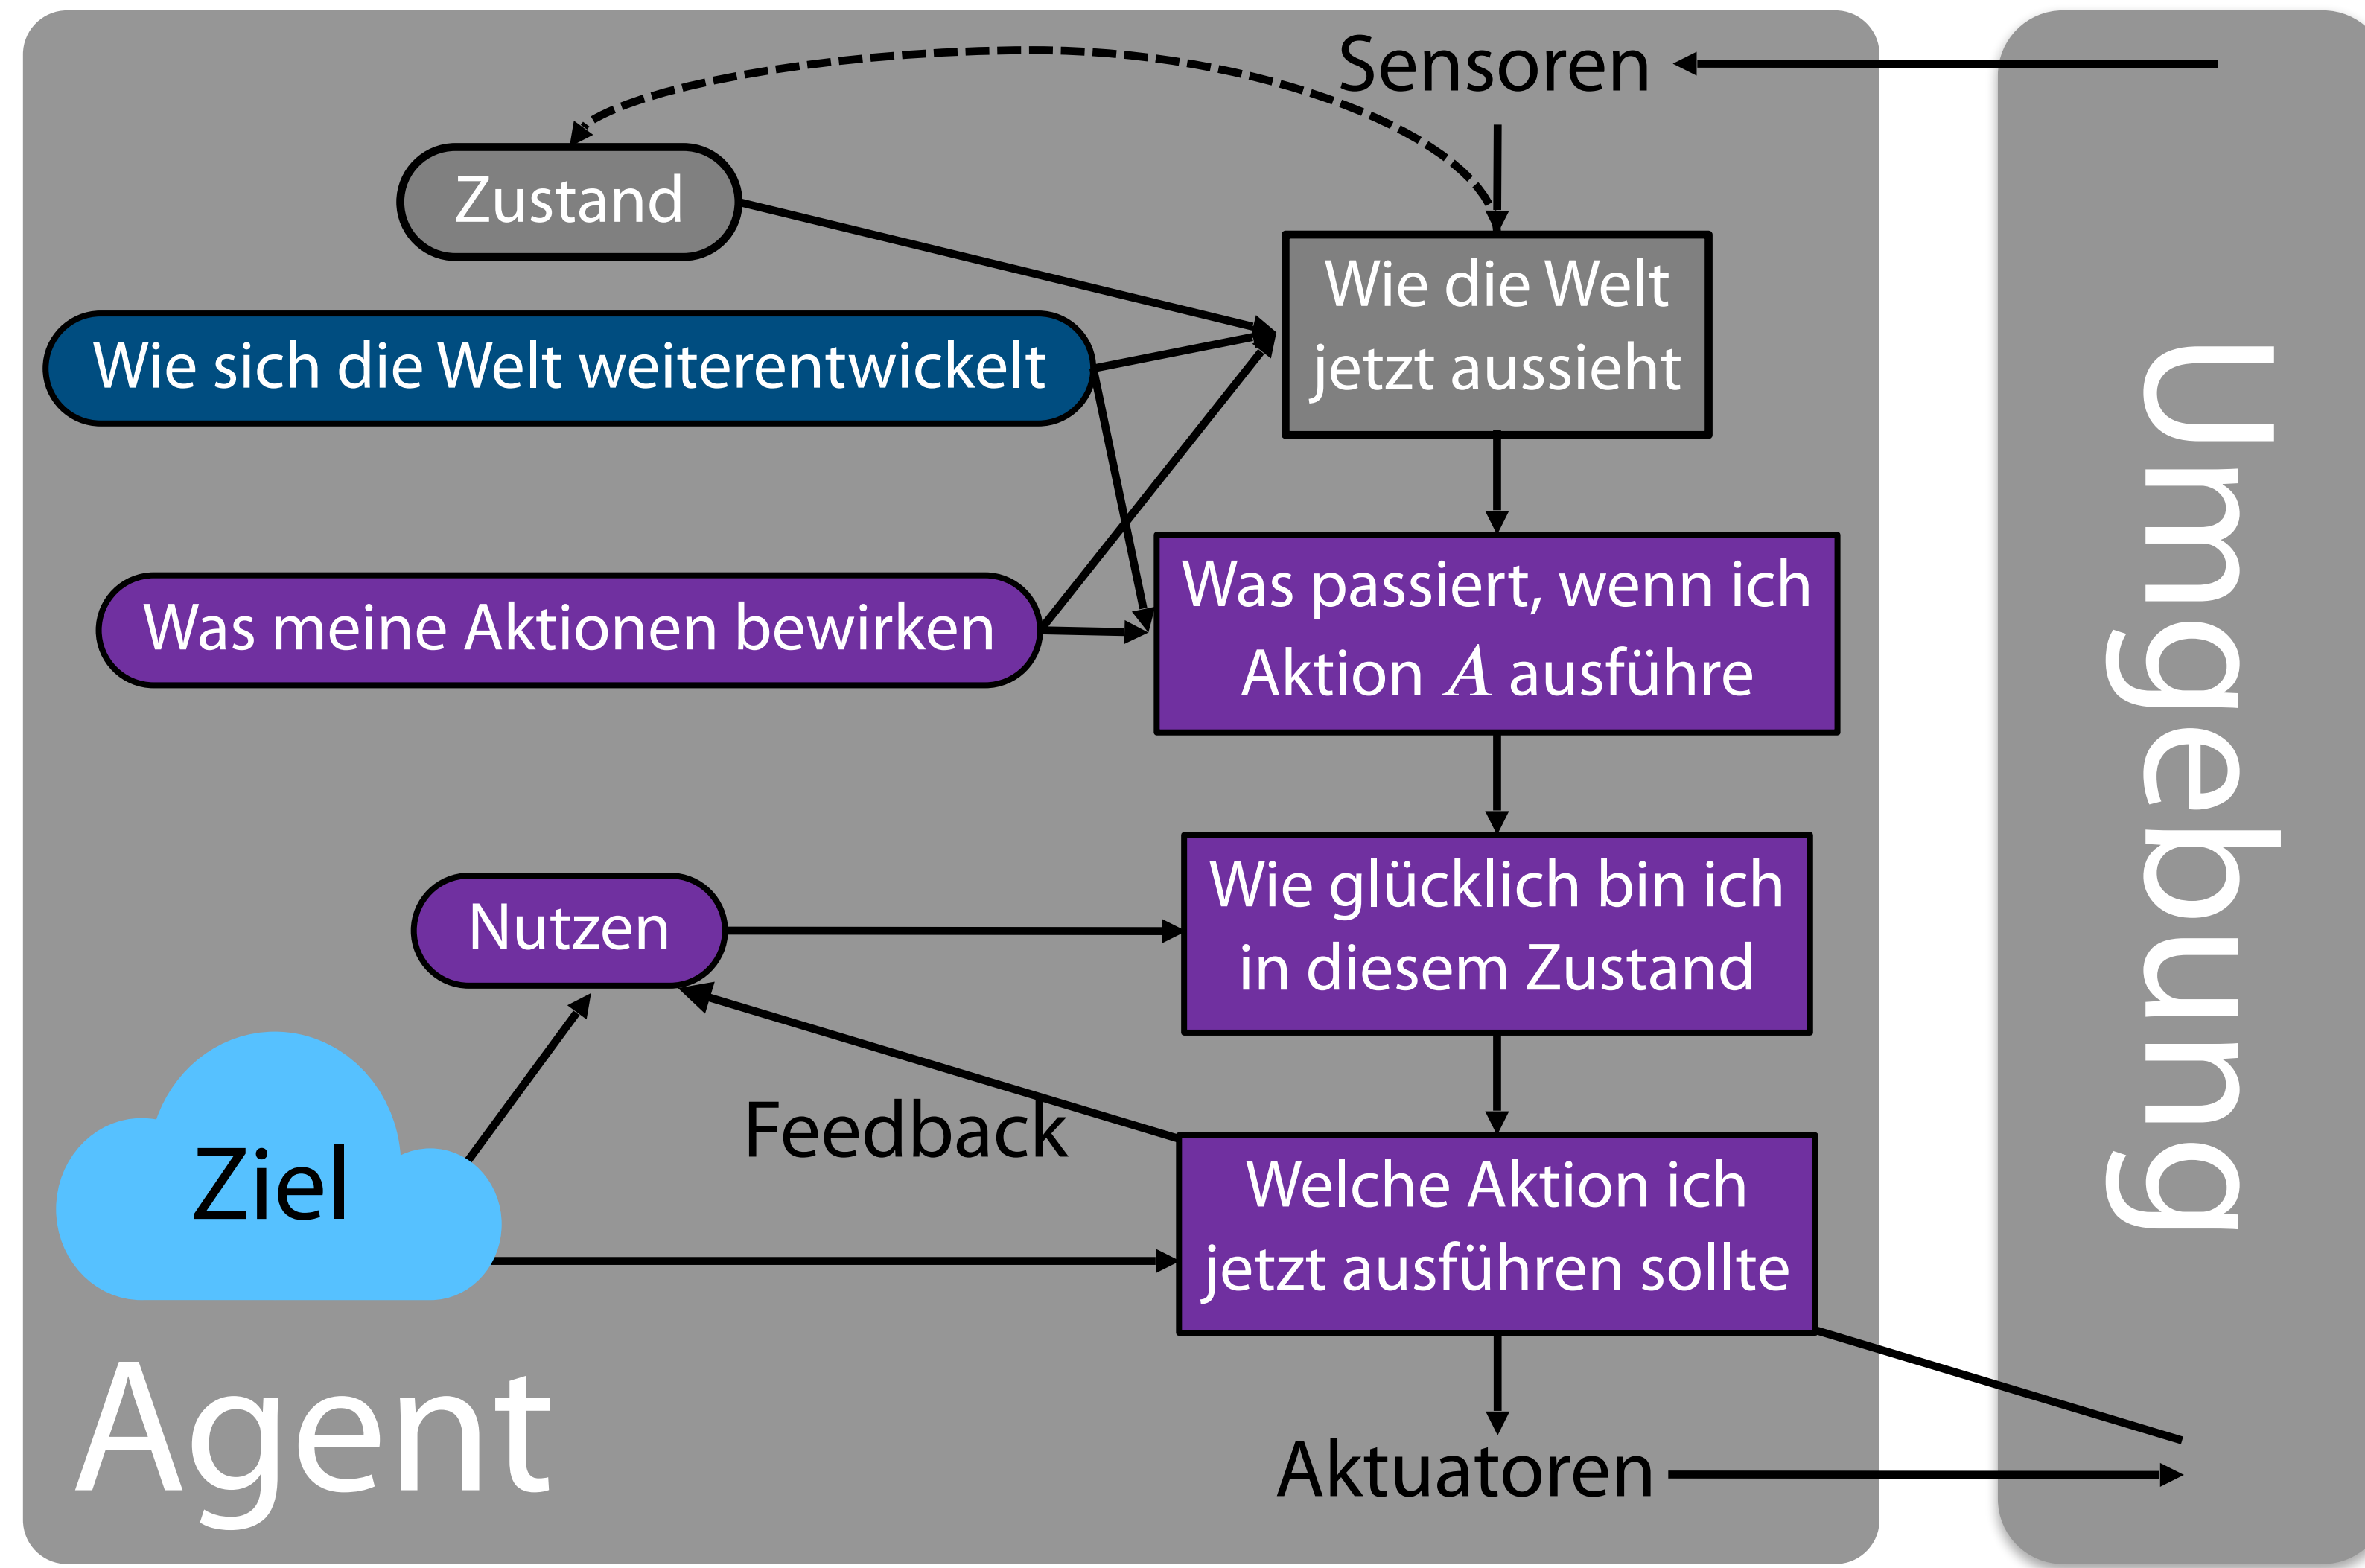 Sensoren
Zustand
Wie die Welt
jetzt aussieht
Wie sich die Welt weiterentwickelt
Was passiert, wenn ich
Aktion A ausführe
Was meine Aktionen bewirken
Wie glücklich bin ich
in diesem Zustand
Nutzen
Feedback
Ziel
Welche Aktion ich
jetzt ausführen sollte
Agent
Aktuatoren
Umgebung